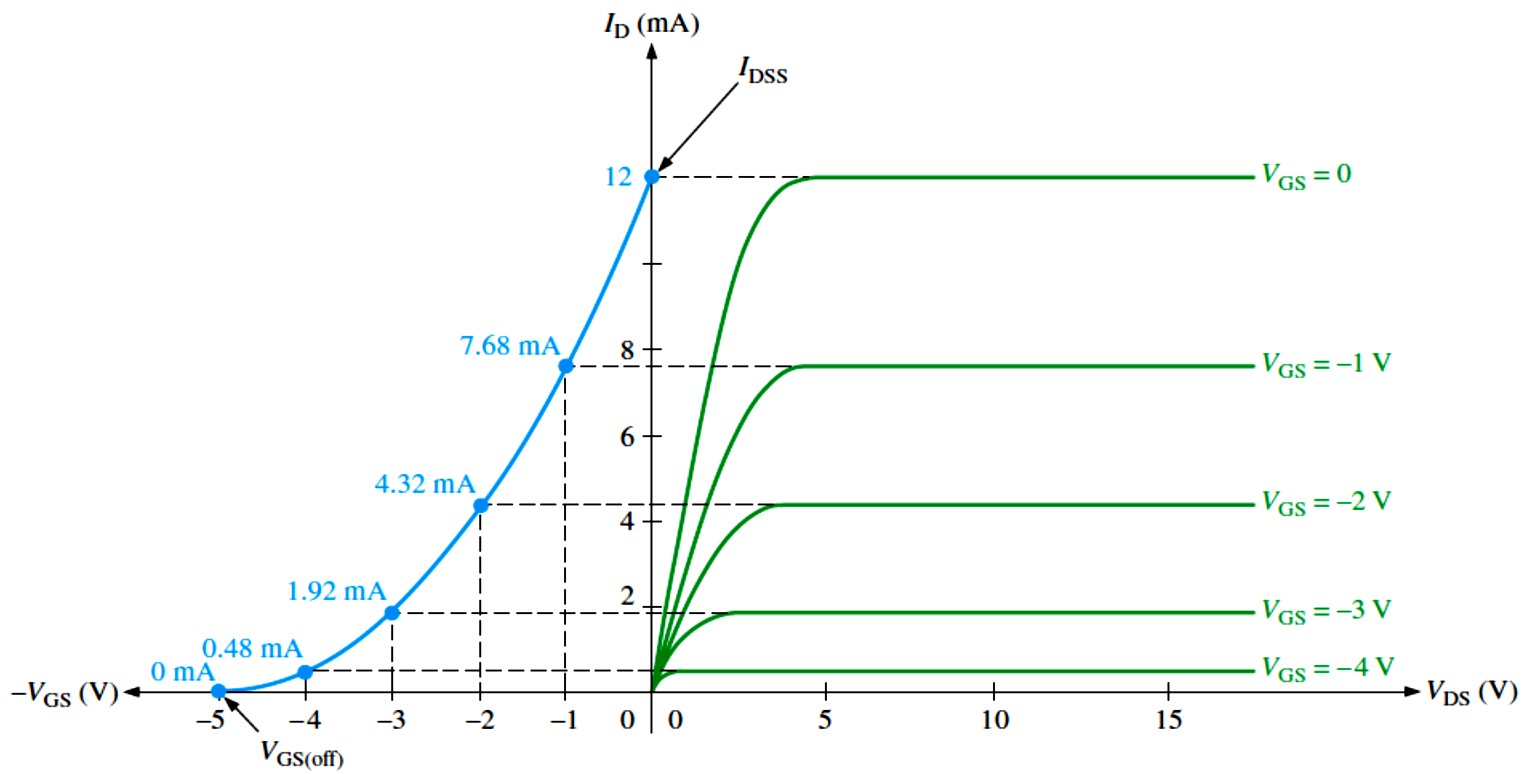 I_D (mA)
I_DSS
12
V_GS = 0
7.68 mA
8
V_GS = −1 V
6
4.32 mA
4
V_GS = −2 V
1.92 mA
2
V_GS = −3 V
0.48 mA
0 mA
V_GS = −4 V
−V_GS (V)
V_DS (V)
−5 −4 −3 −2 −1 0 0 5 10 15
V_GS(off)